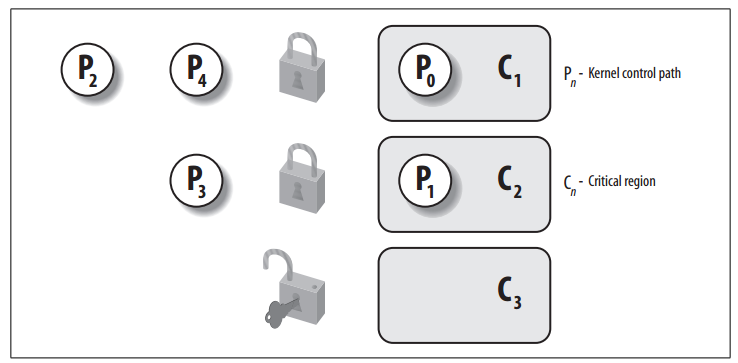 P2 P4 P0 C1 Pn - Kernel control path
P3 P1 C2 Cn - Critical region
C3